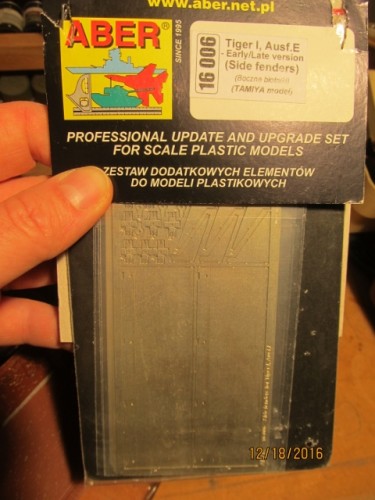 www.aber.net.pl
ABER®
SINCE 1995
16 006
Tiger I, Ausf.E
- Early/Late version
(Side fenders)
(Boczne błotniki)
(TAMIYA model)
PROFESSIONAL UPDATE AND UPGRADE SET
FOR SCALE PLASTIC MODELS
ZESTAW DODATKOWYCH ELEMENTÓW
DO MODELI PLASTIKOWYCH
12/18/2016